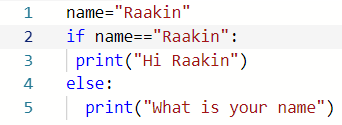 1 name="Raakin"
2 if name=="Raakin":
3  print("Hi Raakin")
4 else:
5   print("What is your name")